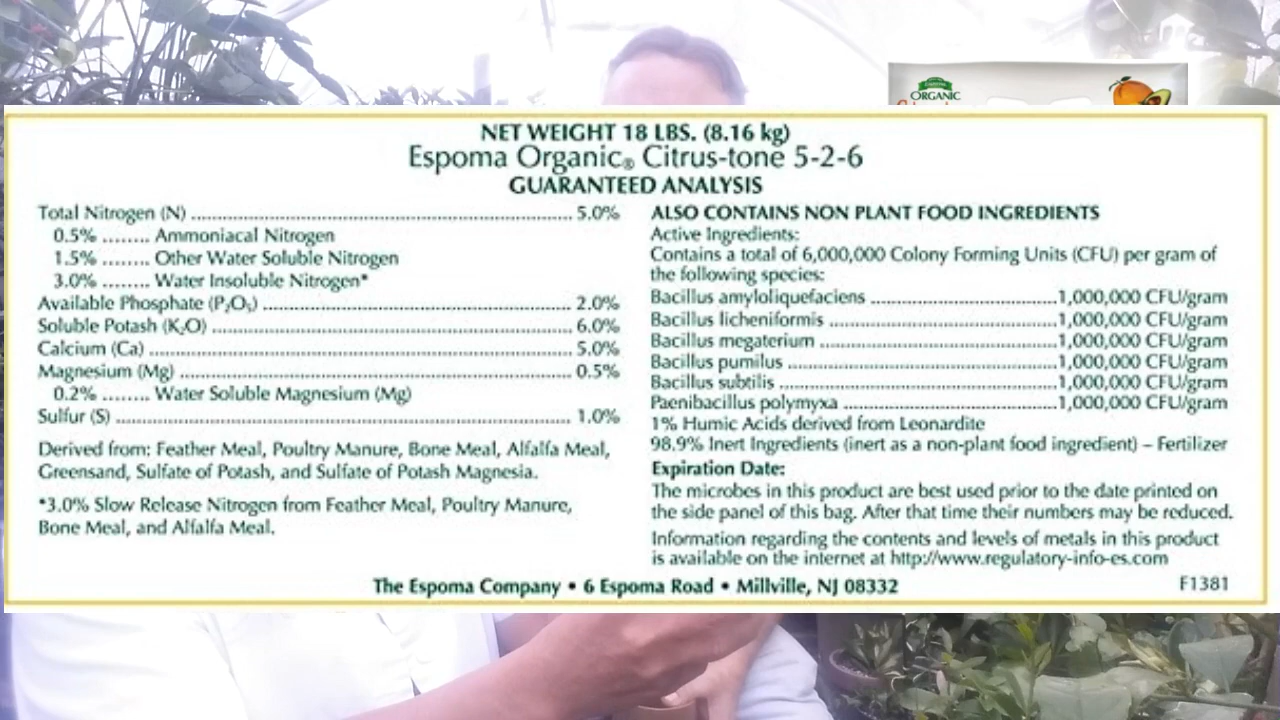 ORGANIC
NET WEIGHT 18 LBS. (8.16 kg)
Espoma Organic® Citrus-tone 5-2-6
GUARANTEED ANALYSIS
Total Nitrogen (N) ........ 5.0%
0.5% ........ Ammoniacal Nitrogen
1.5% ........ Other Water Soluble Nitrogen
3.0% ........ Water Insoluble Nitrogen*
Available Phosphate (P₂O₅) ........ 2.0%
Soluble Potash (K₂O) ........ 6.0%
Calcium (Ca) ........ 5.0%
Magnesium (Mg) ........ 0.5%
0.2% ........ Water Soluble Magnesium (Mg)
Sulfur (S) ........ 1.0%
Derived from: Feather Meal, Poultry Manure, Bone Meal, Alfalfa Meal,
Greensand, Sulfate of Potash, and Sulfate of Potash Magnesia.
*3.0% Slow Release Nitrogen from Feather Meal, Poultry Manure,
Bone Meal, and Alfalfa Meal.
ALSO CONTAINS NON PLANT FOOD INGREDIENTS
Active Ingredients:
Contains a total of 6,000,000 Colony Forming Units (CFU) per gram of
the following species:
Bacillus amyloliquefaciens ........ 1,000,000 CFU/gram
Bacillus licheniformis ........ 1,000,000 CFU/gram
Bacillus megaterium ........ 1,000,000 CFU/gram
Bacillus pumilus ........ 1,000,000 CFU/gram
Bacillus subtilis ........ 1,000,000 CFU/gram
Paenibacillus polymyxa ........ 1,000,000 CFU/gram
1% Humic Acids derived from Leonardite
98.9% Inert Ingredients (inert as a non-plant food ingredient) – Fertilizer
Expiration Date:
The microbes in this product are best used prior to the date printed on
the side panel of this bag. After that time their numbers may be reduced.
Information regarding the contents and levels of metals in this product
is available on the internet at http://www.regulatory-info-es.com
The Espoma Company • 6 Espoma Road • Millville, NJ 08332
F1381